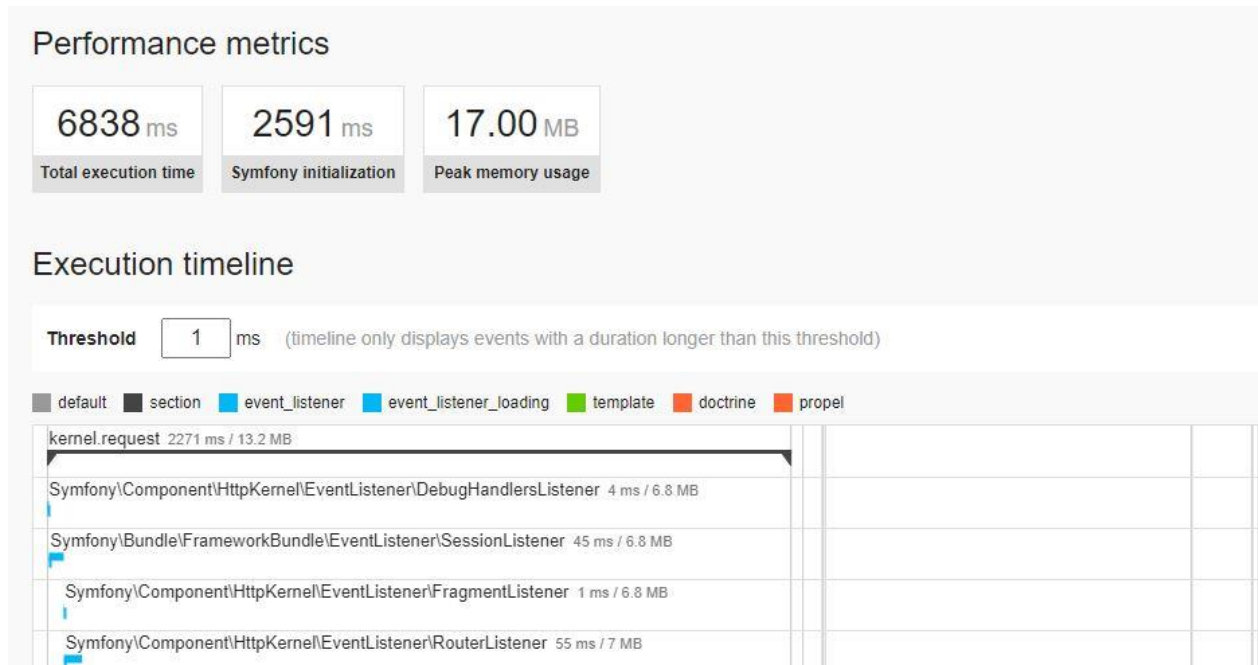 Performance metrics
6838 ms
Total execution time
2591 ms
Symfony initialization
17.00 MB
Peak memory usage
Execution timeline
Threshold 1 ms (timeline only displays events with a duration longer than this threshold)
default section event_listener event_listener_loading template doctrine propel
kernel.request 2271 ms / 13.2 MB
Symfony\Component\HttpKernel\EventListener\DebugHandlersListener 4 ms / 6.8 MB
Symfony\Bundle\FrameworkBundle\EventListener\SessionListener 45 ms / 6.8 MB
Symfony\Component\HttpKernel\EventListener\FragmentListener 1 ms / 6.8 MB
Symfony\Component\HttpKernel\EventListener\RouterListener 55 ms / 7 MB